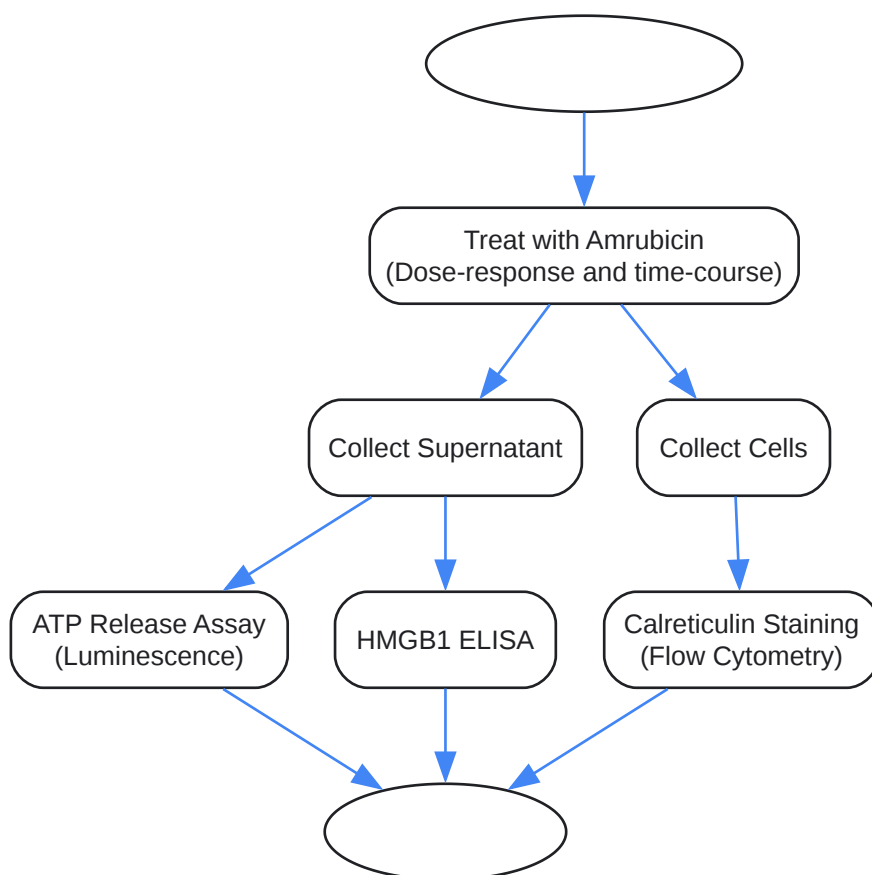 Treat with Amrubicin
(Dose-response and time-course)
Collect Supernatant
Collect Cells
ATP Release Assay
(Luminescence)
HMGB1 ELISA
Calreticulin Staining
(Flow Cytometry)